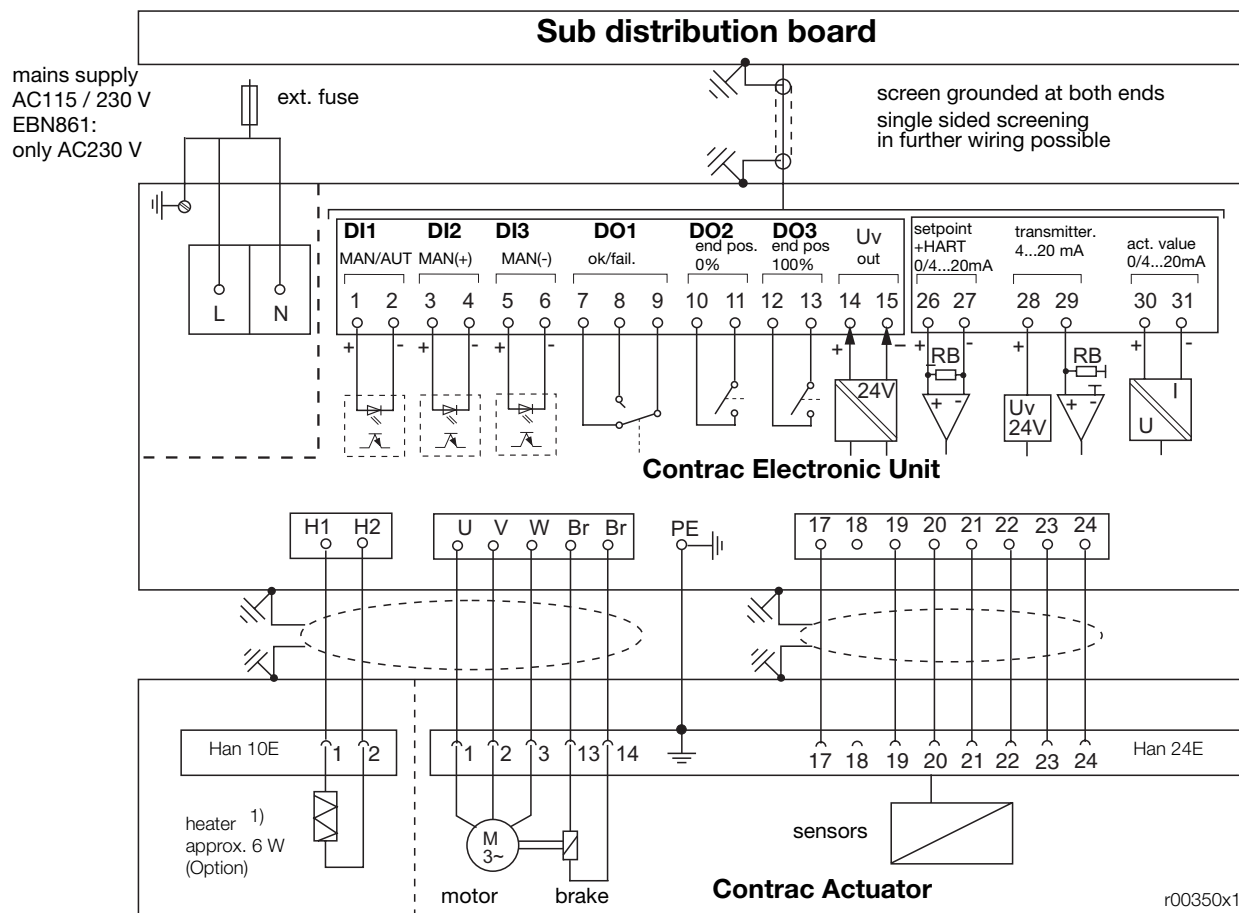 Sub distribution board
mains supply
AC115 / 230 V
EBN861:
only AC230 V
ext. fuse
screen grounded at both ends
single sided screening
in further wiring possible
DI1 DI2 DI3 DO1 DO2 DO3 Uv
out
MAN/AUT MAN(+) MAN(-) ok/fail. end pos.
0% end pos
100%
setpoint
+HART
0/4...20mA
transmitter.
4...20 mA
act. value
0/4...20mA
1 2 3 4 5 6 7 8 9 10 11 12 13 14 15 26 27 28 29 30 31
L N
+ - + - + - + - + - + + -
RB RB
24V
+ -
Uv
24V
+ -
I
U
Contrac Electronic Unit
H1 H2
U V W Br Br
PE
17 18 19 20 21 22 23 24
Han 10E
1 2
1 2 3 13 14
17 18 19 20 21 22 23 24
Han 24E
heater 1)
approx. 6 W
(Option)
M
3~
motor brake
sensors
Contrac Actuator
r00350x1